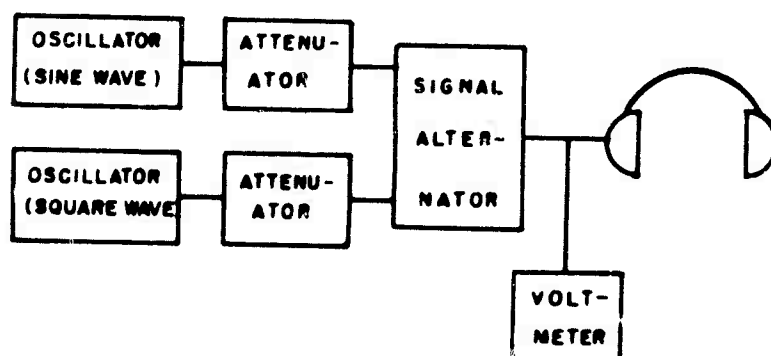 OSCILLATOR
(SINE WAVE)
ATTENU-
ATOR
SIGNAL
ALTER-
NATOR
OSCILLATOR
(SQUARE WAVE
ATTENU-
ATOR
VOLT-
METER